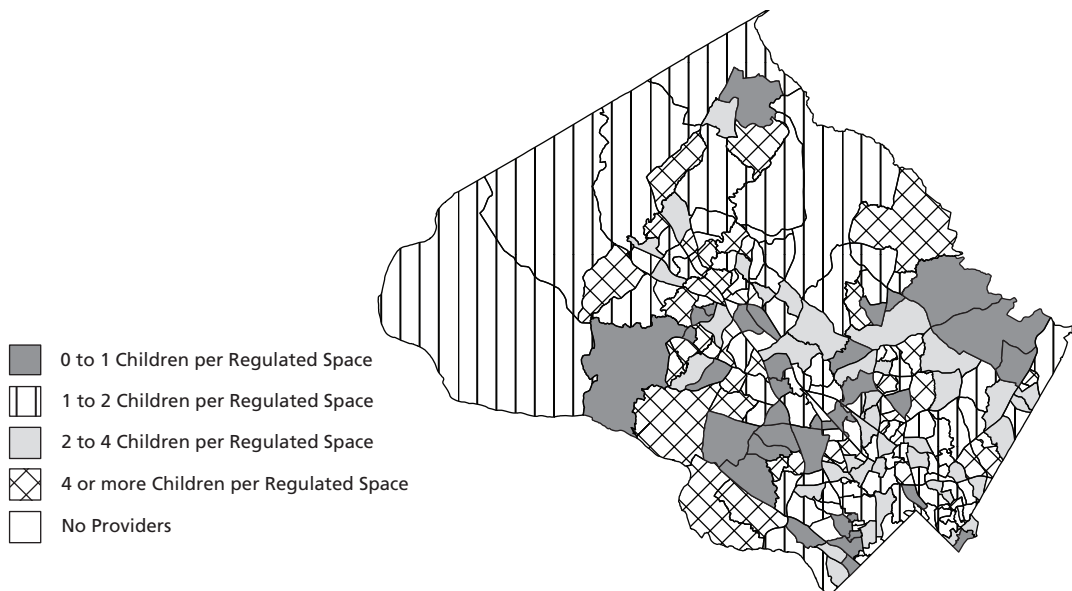 0 to 1 Children per Regulated Space
1 to 2 Children per Regulated Space
2 to 4 Children per Regulated Space
4 or more Children per Regulated Space
No Providers